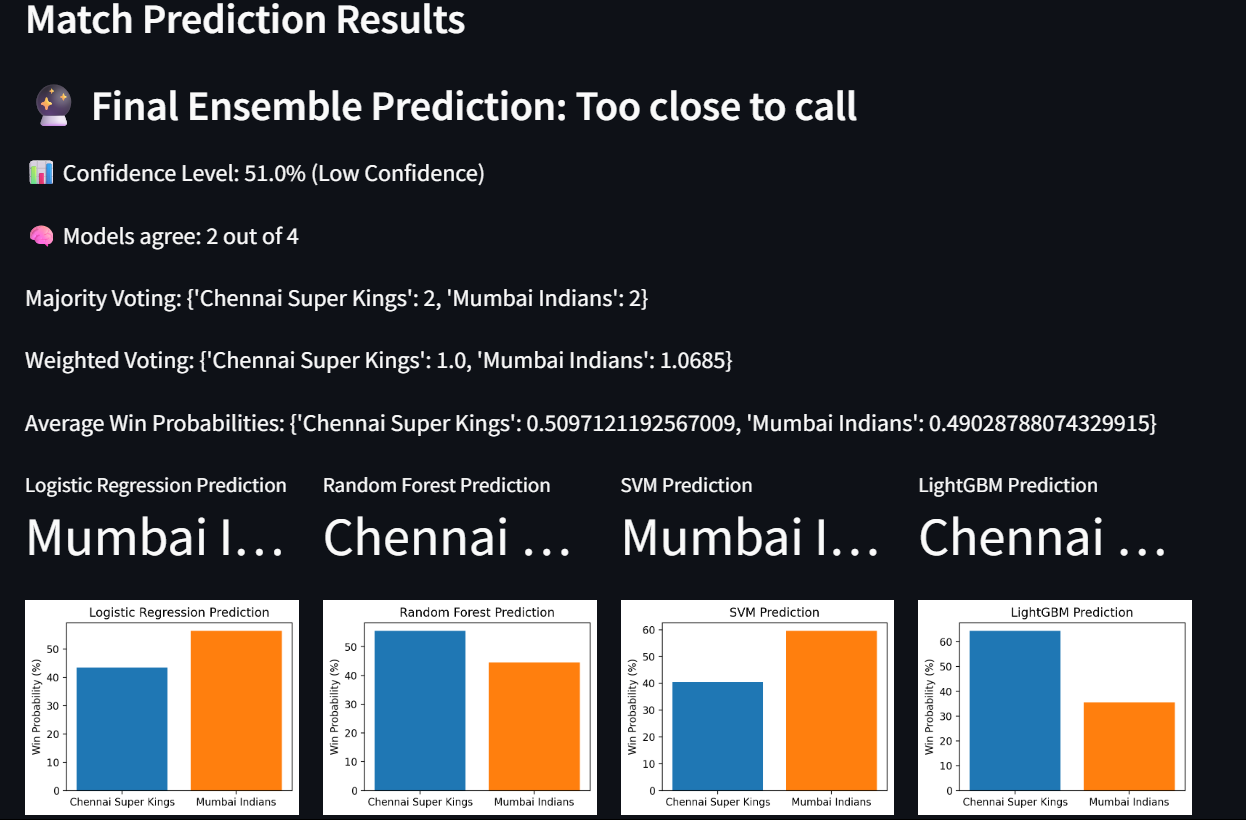 Match Prediction Results
🔮 Final Ensemble Prediction: Too close to call
📊 Confidence Level: 51.0% (Low Confidence)
🧠 Models agree: 2 out of 4
Majority Voting: {'Chennai Super Kings': 2, 'Mumbai Indians': 2}
Weighted Voting: {'Chennai Super Kings': 1.0, 'Mumbai Indians': 1.0685}
Average Win Probabilities: {'Chennai Super Kings': 0.5097121192567009, 'Mumbai Indians': 0.49028788074329915}
Logistic Regression Prediction
Mumbai I...
Random Forest Prediction
Chennai ...
SVM Prediction
Mumbai I...
LightGBM Prediction
Chennai ...
Logistic Regression Prediction
Win Probability (%)
50
40
30
20
10
0
Chennai Super Kings Mumbai Indians
Random Forest Prediction
Win Probability (%)
50
40
30
20
10
0
Chennai Super Kings Mumbai Indians
SVM Prediction
Win Probability (%)
60
50
40
30
20
10
0
Chennai Super Kings Mumbai Indians
LightGBM Prediction
Win Probability (%)
60
50
40
30
20
10
0
Chennai Super Kings Mumbai Indians